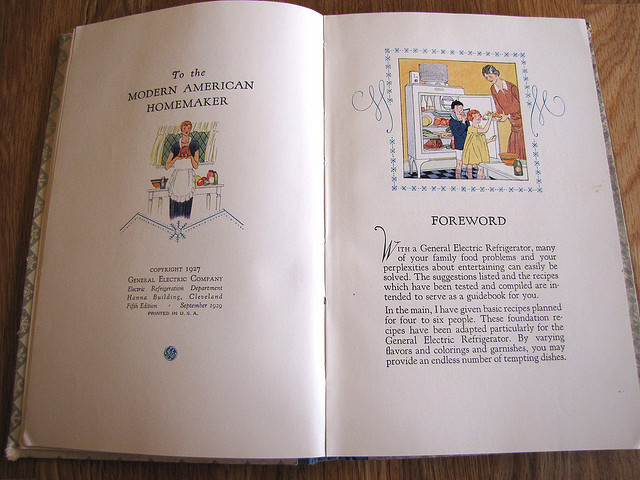 To the
MODERN AMERICAN
HOMEMAKER
COPYRIGHT 1927
GENERAL ELECTRIC COMPANY
Electric Refrigeration Department
Hanna Building, Cleveland
Fifth Edition - September 1929
PRINTED IN U. S. A.
FOREWORD
WITH a General Electric Refrigerator, many
of your family food problems and your
perplexities about entertaining can easily be
solved. The suggestions listed and the recipes
which have been tested and compiled are in-
tended to serve as a guidebook for you.
In the main, I have given basic recipes planned
for four to six people. These foundation re-
cipes have been adapted particularly for the
General Electric Refrigerator. By varying
flavors and colorings and garnishes, you may
provide an endless number of tempting dishes.